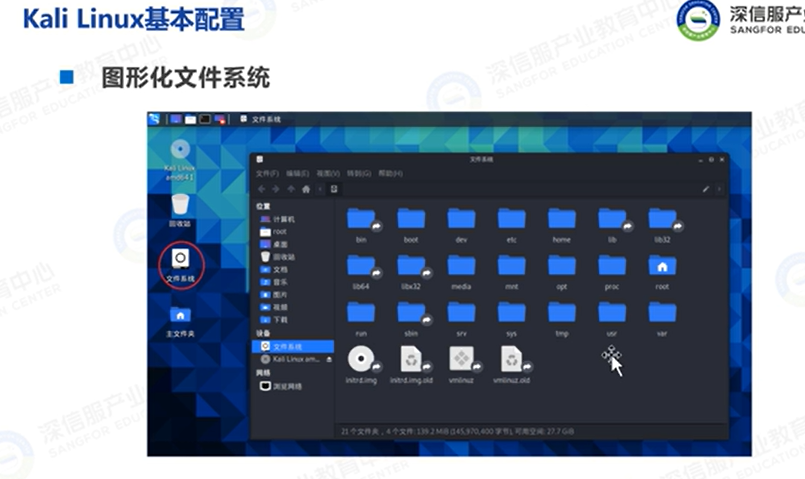 Kali Linux基本配置
深信服产业
SANGFOR EDU
图形化文件系统
文件系统
文件系统
文件(F) 编辑(E) 视图(V) 转到(G) 帮助(H)
Kali Linux
amd64 1
回收站
文件系统
主文件夹
位置
计算机
root
桌面
回收站
文档
音乐
图片
视频
下载
设备
文件系统
Kali Linux am...
网络
浏览网络
bin boot dev etc home lib lib32
lib64 libx32 media mnt opt proc root
run sbin srv sys tmp usr var
initrd.img initrd.img.old vmlinuz vmlinuz.old
21 个文件夹，4 个文件: 139.2 MiB (145,970,400 字节), 可用空间: 27.7 GiB
深信服产业教育中心
SANGFOR EDUCATION CENTER